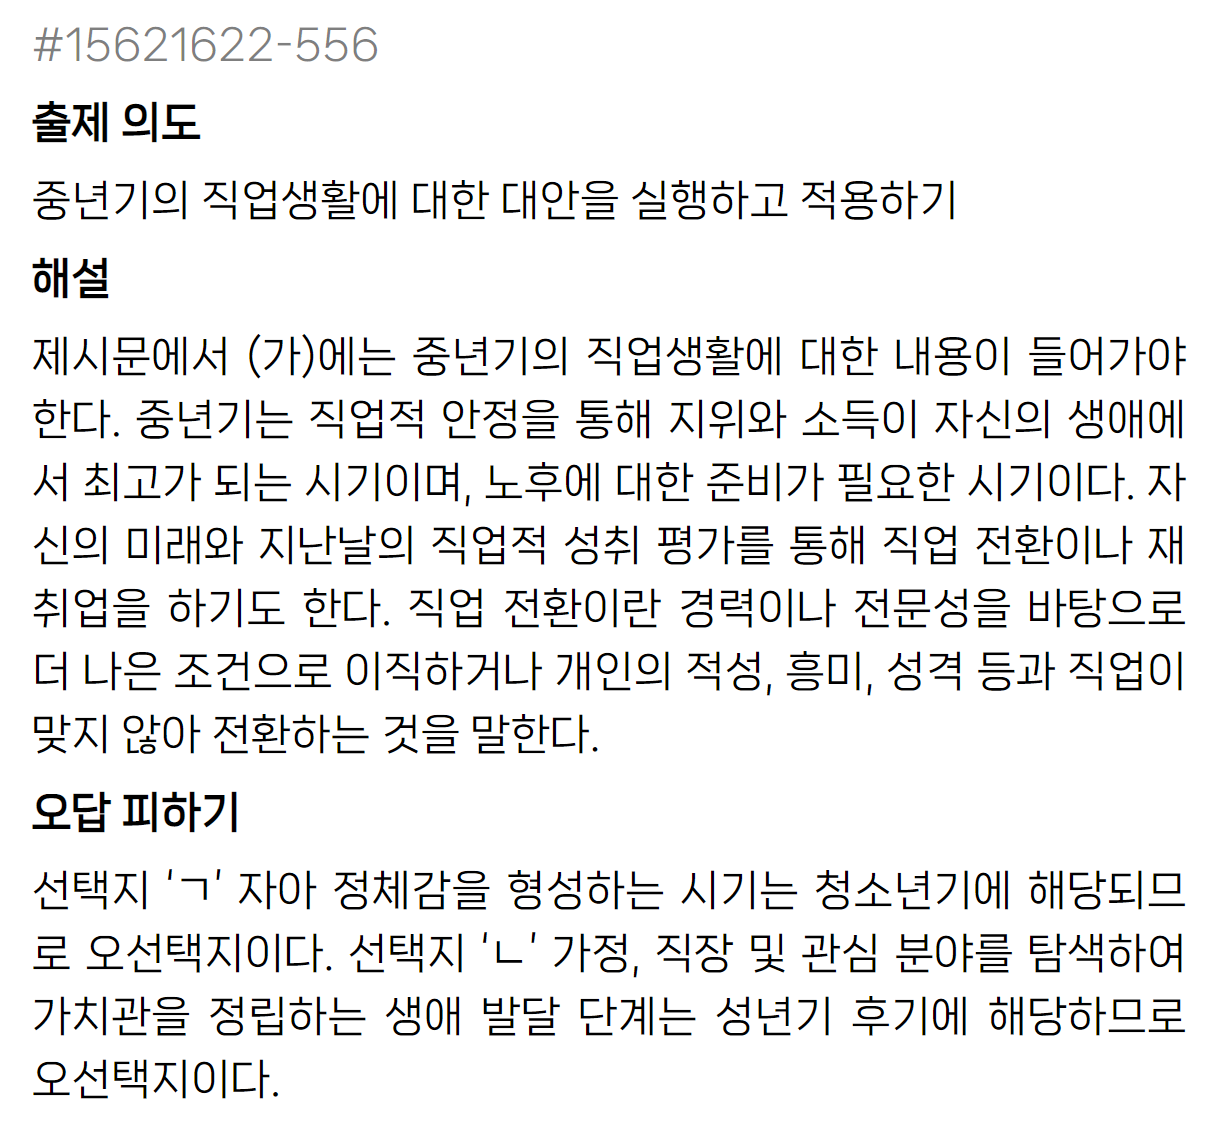 #15621622-556
출제 의도
중년기의 직업생활에 대한 대안을 실행하고 적용하기
해설
제시문에서 (가)에는 중년기의 직업생활에 대한 내용이 들어가야
한다. 중년기는 직업적 안정을 통해 지위와 소득이 자신의 생애에
서 최고가 되는 시기이며, 노후에 대한 준비가 필요한 시기이다. 자
신의 미래와 지난날의 직업적 성취 평가를 통해 직업 전환이나 재
취업을 하기도 한다. 직업 전환이란 경력이나 전문성을 바탕으로
더 나은 조건으로 이직하거나 개인의 적성, 흥미, 성격 등과 직업이
맞지 않아 전환하는 것을 말한다.
오답 피하기
선택지 ‘ㄱ’ 자아 정체감을 형성하는 시기는 청소년기에 해당되므
로 오선택지이다. 선택지 ‘ㄴ’ 가정, 직장 및 관심 분야를 탐색하여
가치관을 정립하는 생애 발달 단계는 성년기 후기에 해당하므로
오선택지이다.